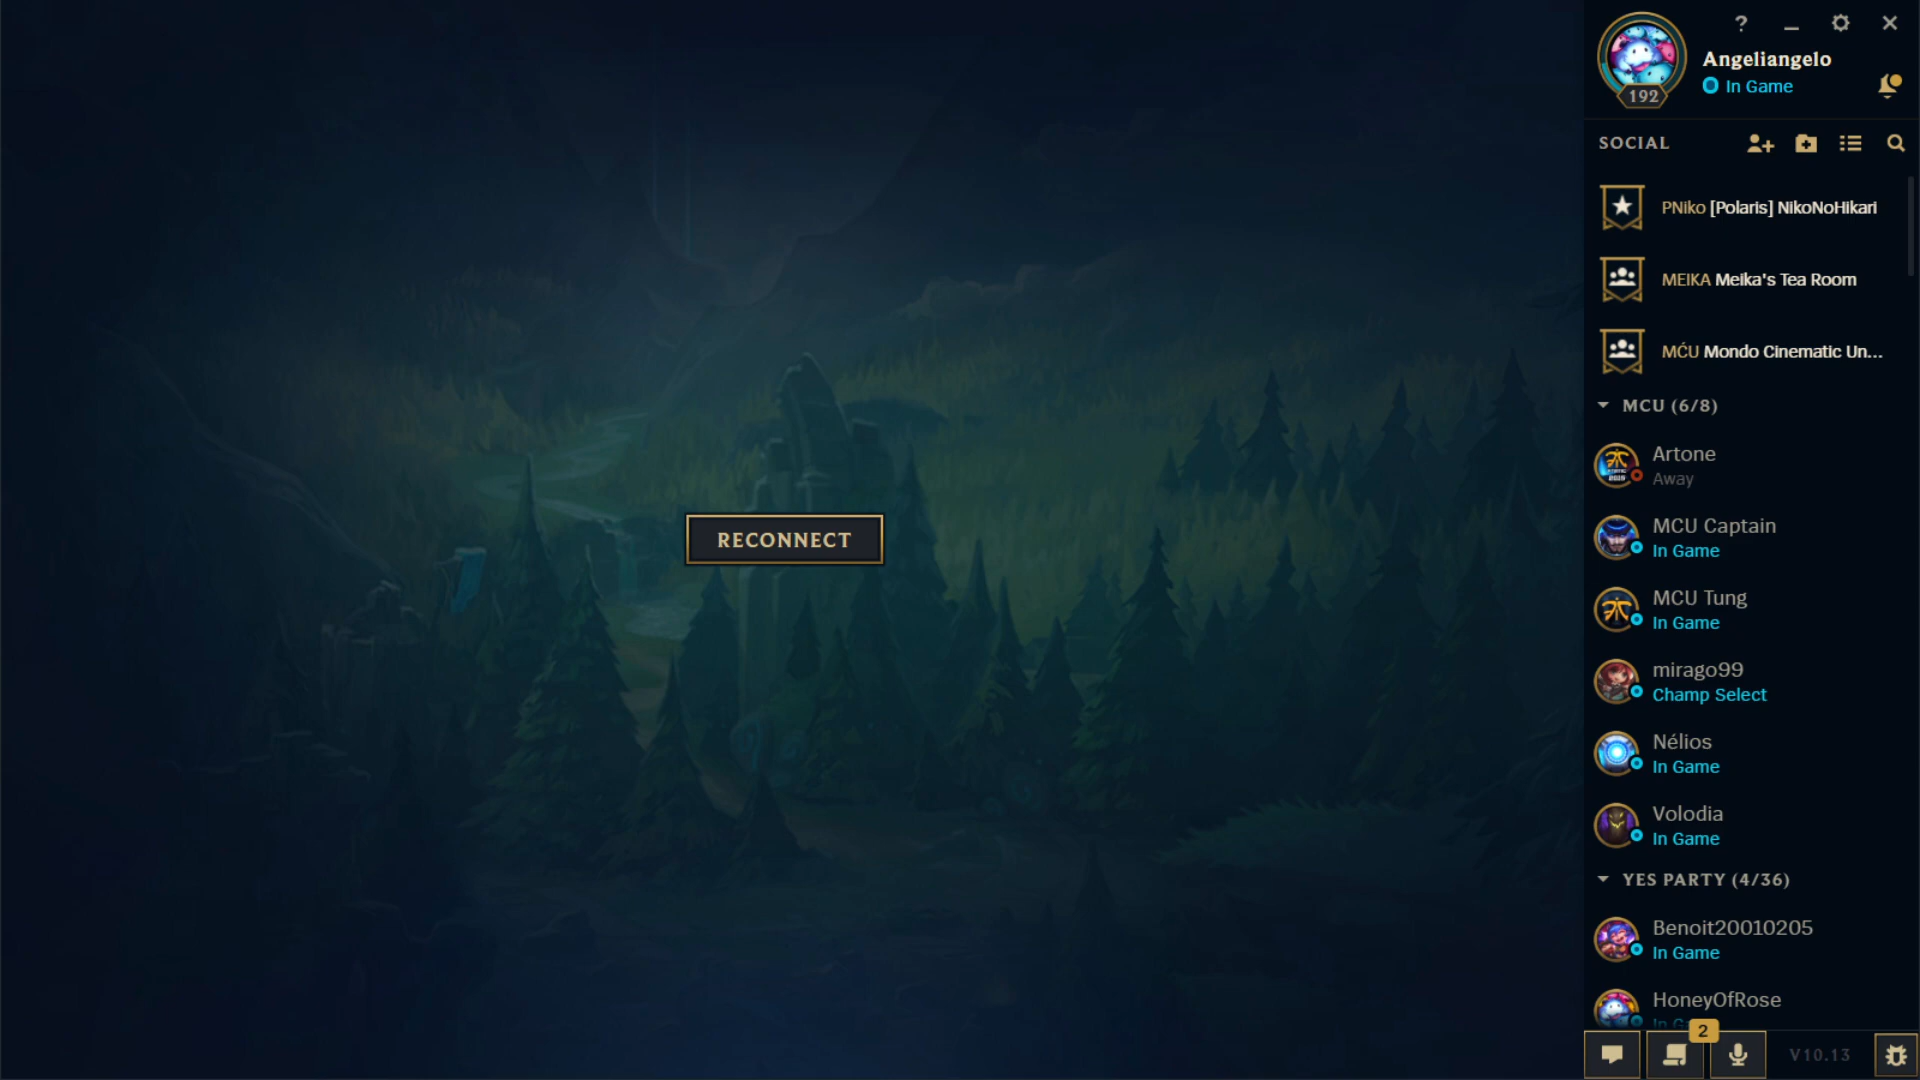 ?
Angeliangelo
In Game
192
SOCIAL
PNiko [Polaris] NikoNoHikari
MEIKA Meika's Tea Room
MĆU Mondo Cinematic Un...
MCU (6/8)
Artone
Away
MCU Captain
In Game
MCU Tung
In Game
mirago99
Champ Select
Nélios
In Game
Volodia
In Game
YES PARTY (4/36)
Benoit20010205
In Game
HoneyOfRose
In G
2
V10.13
RECONNECT